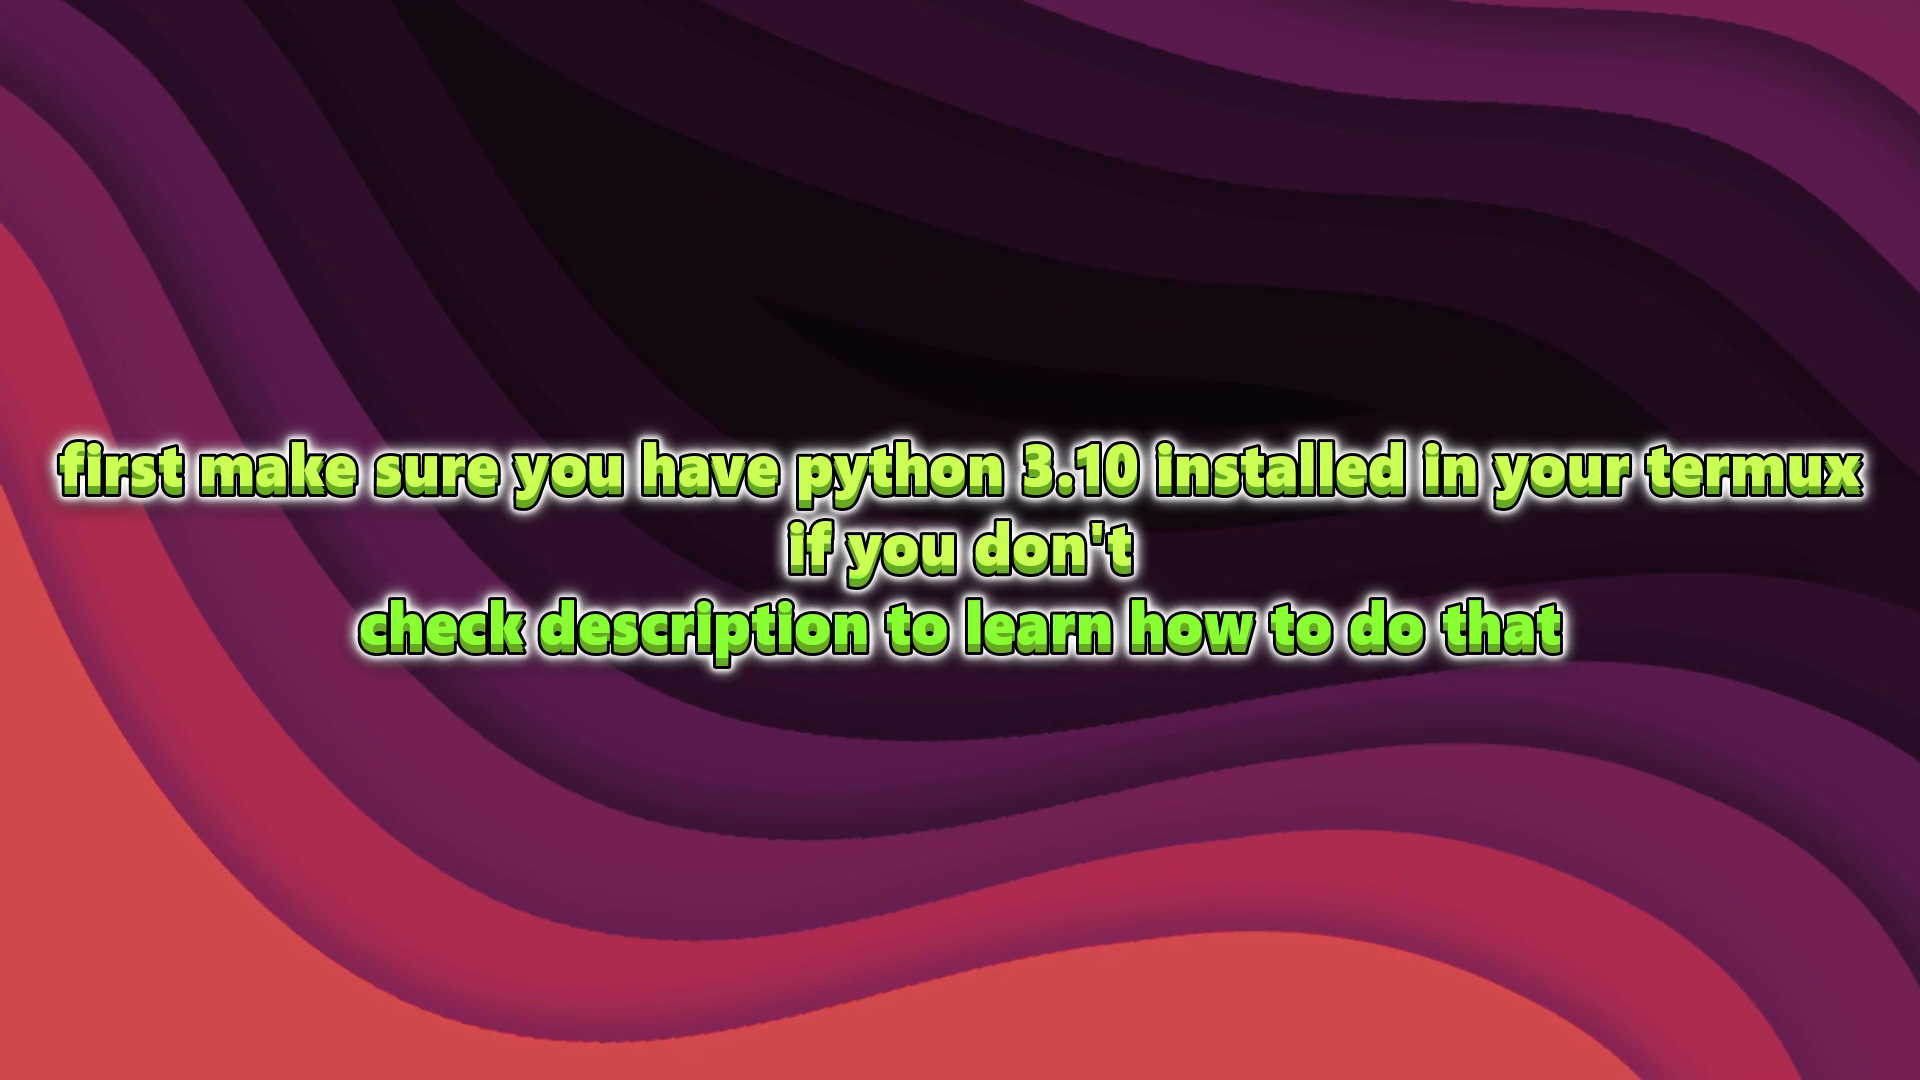 first make sure you have python 3.10 installed in your termux
if you don't
check description to learn how to do that